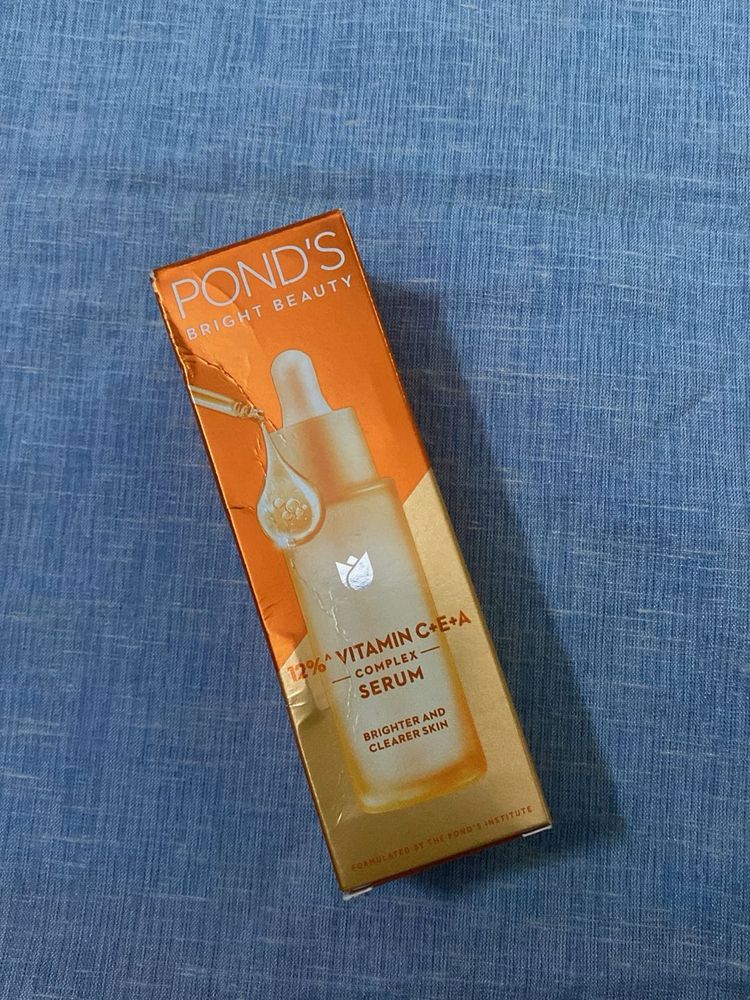 POND'S
BRIGHT BEAUTY
12%^ VITAMIN C+E+A
COMPLEX
SERUM
BRIGHTER AND
CLEARER SKIN
FORMULATED BY THE POND'S INSTITUTE